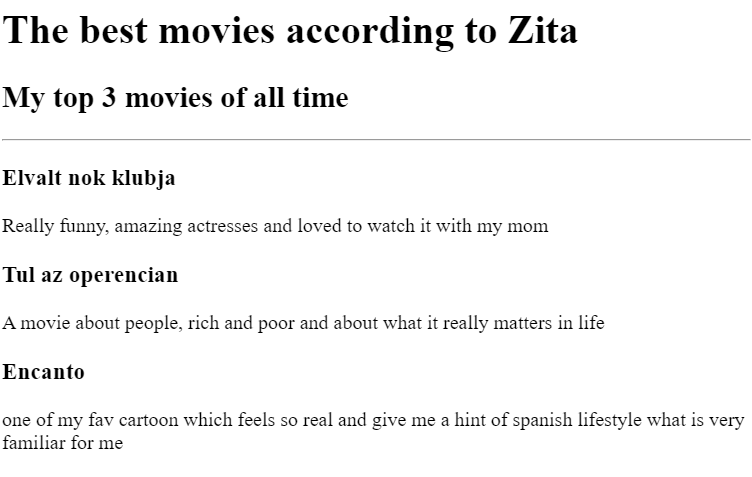 The best movies according to Zita
My top 3 movies of all time
Elvalt nok klubja
Really funny, amazing actresses and loved to watch it with my mom
Tul az operencian
A movie about people, rich and poor and about what it really matters in life
Encanto
one of my fav cartoon which feels so real and give me a hint of spanish lifestyle what is very
familiar for me